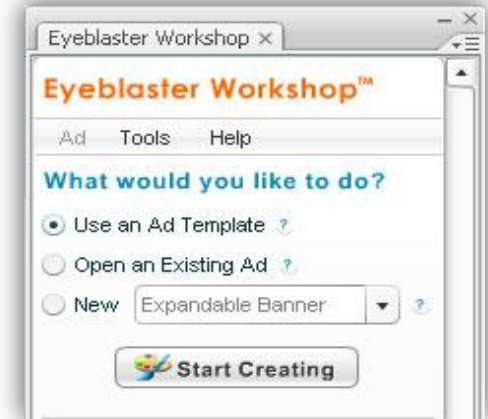 Eyeblaster Workshop ×
Eyeblaster Workshop™
Ad Tools Help
What would you like to do?
Use an Ad Template ?
Open an Existing Ad ?
New Expandable Banner ?
Start Creating